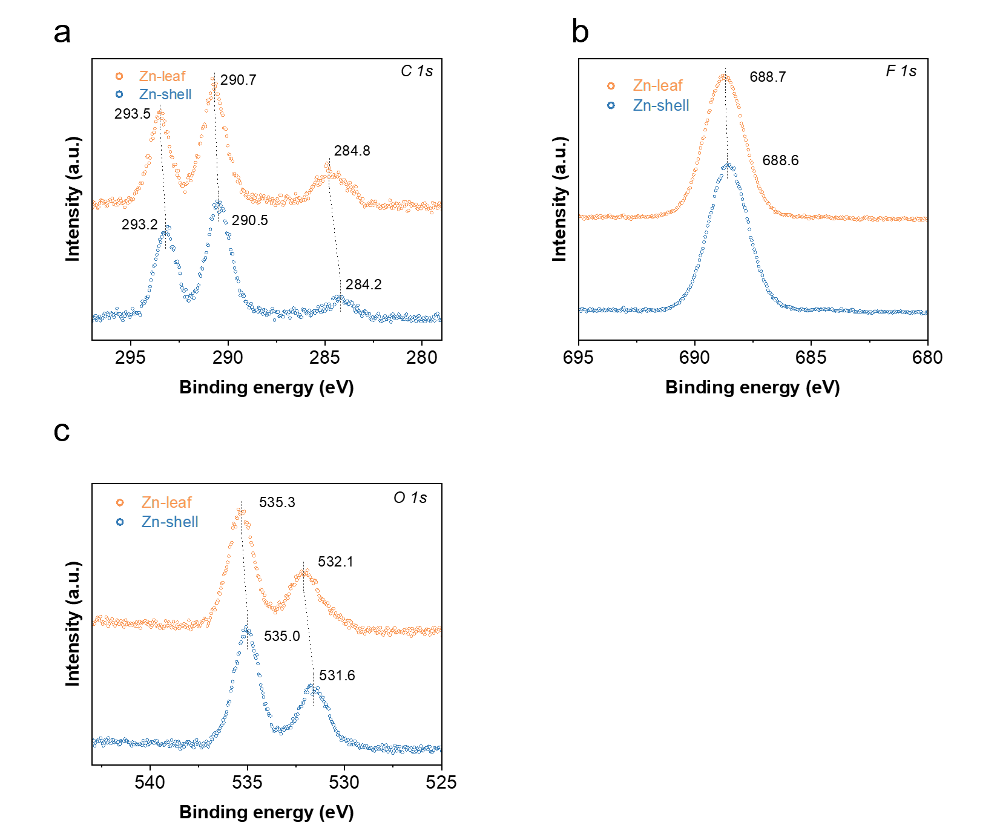 a
C 1s
Zn-leaf
Zn-shell
290.7
293.5
284.8
293.2
290.5
284.2
Intensity (a.u.)
295
290
285
280
Binding energy (eV)
b
F 1s
Zn-leaf
Zn-shell
688.7
688.6
Intensity (a.u.)
695
690
685
680
Binding energy (eV)
c
O 1s
Zn-leaf
Zn-shell
535.3
532.1
535.0
531.6
Intensity (a.u.)
540
535
530
525
Binding energy (eV)